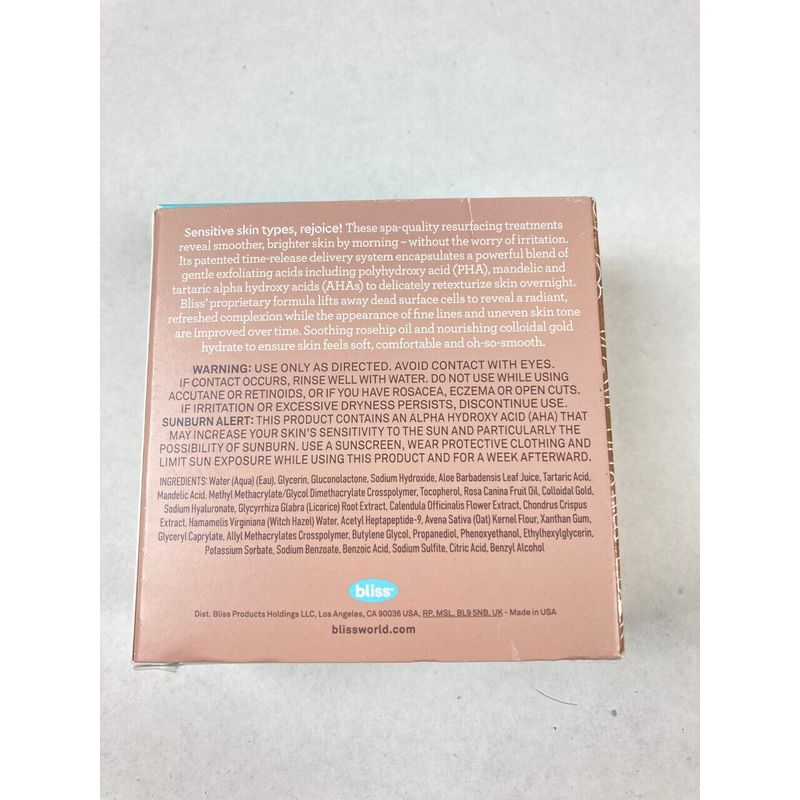 Sensitive skin types, rejoice! These spa-quality resurfacing treatments
reveal smoother, brighter skin by morning – without the worry of irritation.
Its patented time-release delivery system encapsulates a powerful blend of
gentle exfoliating acids including polyhydroxy acid (PHA), mandelic and
tartaric alpha hydroxy acids (AHAs) to delicately retexturize skin overnight.
Bliss' proprietary formula lifts away dead surface cells to reveal a radiant,
refreshed complexion while the appearance of fine lines and uneven skin tone
are improved over time. Soothing rosehip oil and nourishing colloidal gold
hydrate to ensure skin feels soft, comfortable and oh-so-smooth.
WARNING: USE ONLY AS DIRECTED. AVOID CONTACT WITH EYES.
IF CONTACT OCCURS, RINSE WELL WITH WATER. DO NOT USE WHILE USING
ACCUTANE OR RETINOIDS, OR IF YOU HAVE ROSACEA, ECZEMA OR OPEN CUTS.
IF IRRITATION OR EXCESSIVE DRYNESS PERSISTS, DISCONTINUE USE.
SUNBURN ALERT: THIS PRODUCT CONTAINS AN ALPHA HYDROXY ACID (AHA) THAT
MAY INCREASE YOUR SKIN'S SENSITIVITY TO THE SUN AND PARTICULARLY THE
POSSIBILITY OF SUNBURN. USE A SUNSCREEN, WEAR PROTECTIVE CLOTHING AND
LIMIT SUN EXPOSURE WHILE USING THIS PRODUCT AND FOR A WEEK AFTERWARD.
INGREDIENTS: Water (Aqua) (Eau), Glycerin, Gluconolactone, Sodium Hydroxide, Aloe Barbadensis Leaf Juice, Tartaric Acid,
Mandelic Acid, Methyl Methacrylate/Glycol Dimethacrylate Crosspolymer, Tocopherol, Rosa Canina Fruit Oil, Colloidal Gold,
Sodium Hyaluronate, Glycyrrhiza Glabra (Licorice) Root Extract, Calendula Officinalis Flower Extract, Chondrus Crispus
Extract, Hamamelis Virginiana (Witch Hazel) Water, Acetyl Heptapeptide-9, Avena Sativa (Oat) Kernel Flour, Xanthan Gum,
Glyceryl Caprylate, Allyl Methacrylates Crosspolymer, Butylene Glycol, Propanediol, Phenoxyethanol, Ethylhexylglycerin,
Potassium Sorbate, Sodium Benzoate, Benzoic Acid, Sodium Sulfite, Citric Acid, Benzyl Alcohol
bliss
Dist. Bliss Products Holdings LLC, Los Angeles, CA 90036 USA, RP. MSL, BL9 5NB. UK - Made in USA
blissworld.com